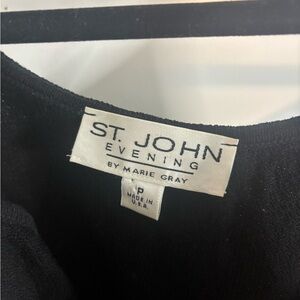 ST. JOHN
EVENING
BY MARIE GRAY
P
MADE IN
U.S.A.